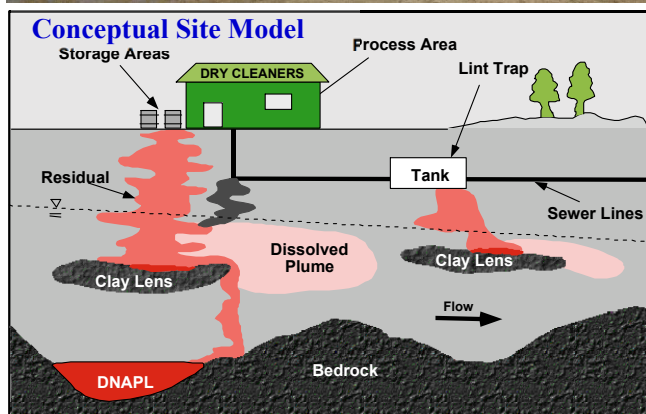 Conceptual Site Model
Storage Areas
Process Area
DRY CLEANERS
Lint Trap
Residual
Tank
Sewer Lines
Dissolved
Plume
Clay Lens
Clay Lens
Flow
Bedrock
DNAPL